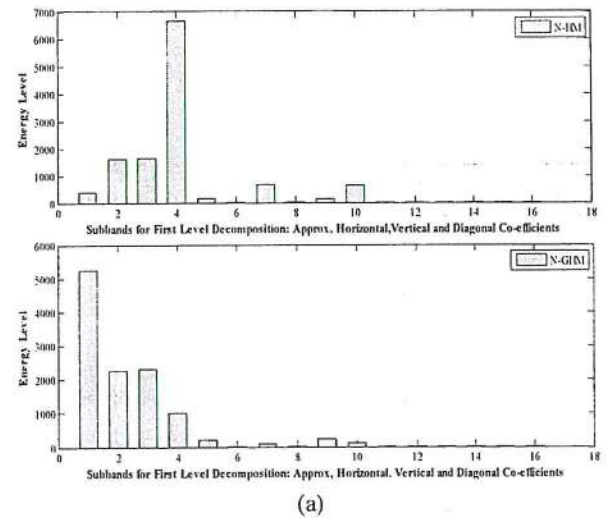 7000
6000
5000
4000
3000
2000
1000
0
Energy Level
N-HM
0 2 4 6 8 10 12 14 16 18
Subbands for First Level Decomposition: Approx, Horizontal,Vertical and Diagonal Co-efficients
6000
5000
4000
3000
2000
1000
0
Energy Level
N-GHM
0 2 4 6 8 10 12 14 16 18
Subbands for First Level Decomposition: Approx, Horizontal, Vertical and Diagonal Co-efficients
(a)